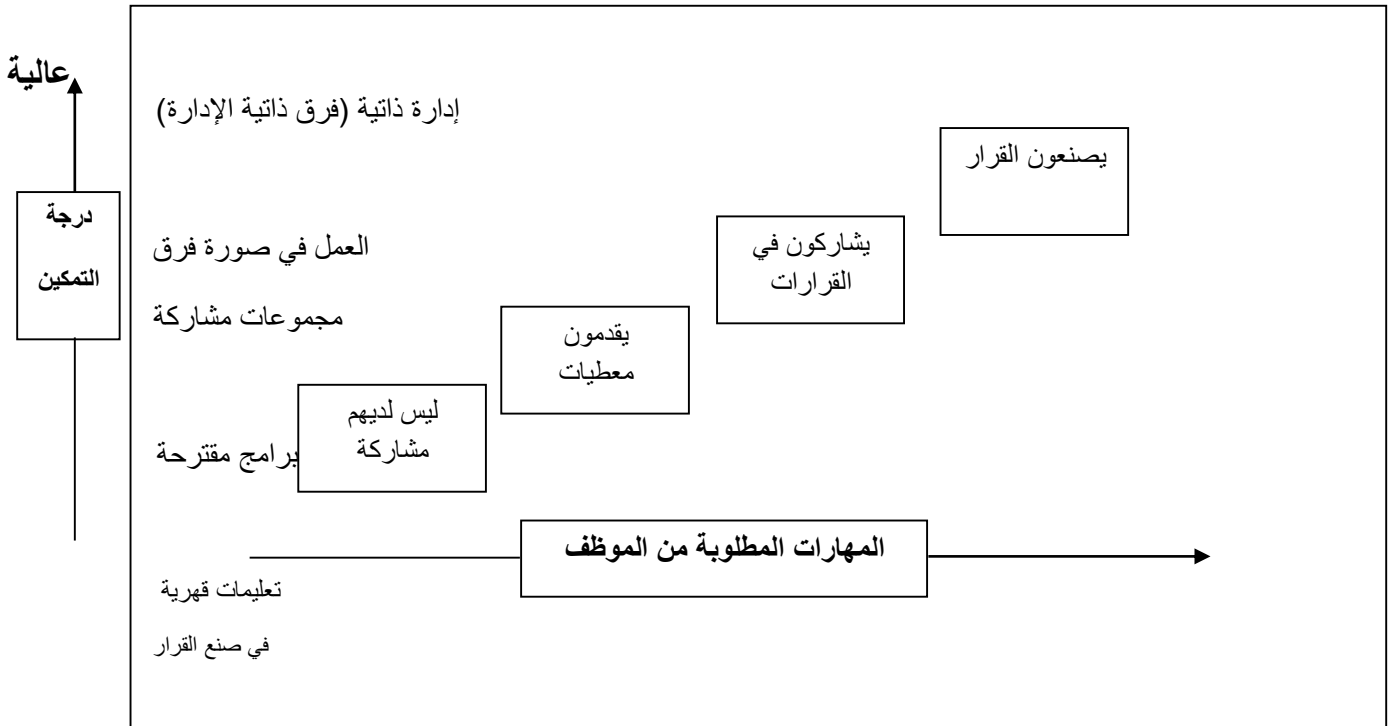 عالية
إدارة ذاتية (فرق ذاتية الإدارة)
يصنعون القرار
درجة
التمكين
العمل في صورة فرق
يشاركون في
القرارات
مجموعات مشاركة
يقدمون
معطيات
ليس لديهم
مشاركة
برامج مقترحة
المهارات المطلوبة من الموظف
تعليمات قهرية
في صنع القرار